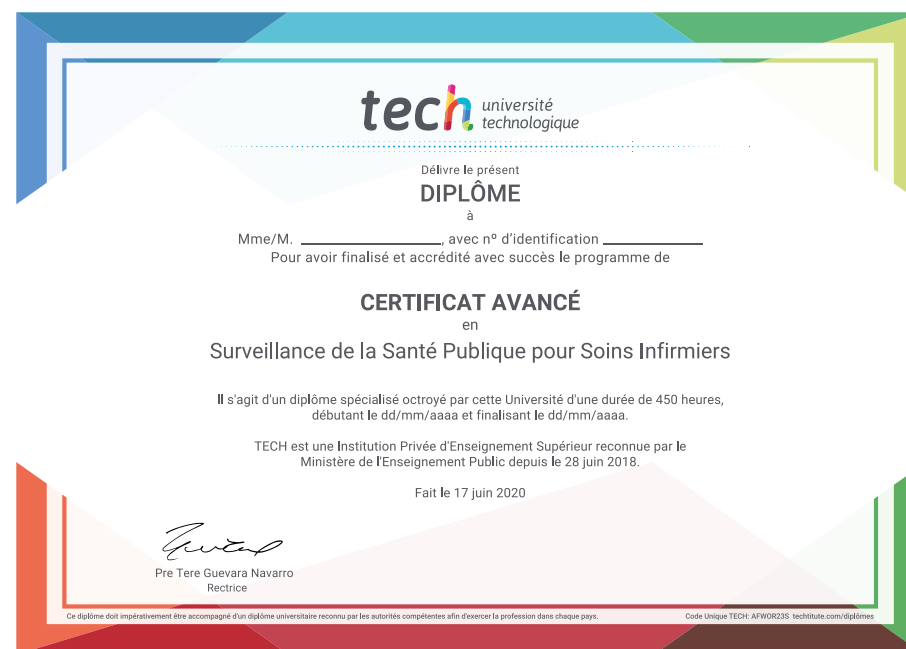 tech université
technologique
Délivre le présent
DIPLÔME
à
Mme/M. ____________________, avec nº d'identification ______________
Pour avoir finalisé et accrédité avec succès le programme de
CERTIFICAT AVANCÉ
en
Surveillance de la Santé Publique pour Soins Infirmiers
Il s'agit d'un diplôme spécialisé octroyé par cette Université d'une durée de 450 heures,
débutant le dd/mm/aaaa et finalisant le dd/mm/aaaa.
TECH est une Institution Privée d'Enseignement Supérieur reconnue par le
Ministère de l'Enseignement Public depuis le 28 juin 2018.
Fait le 17 juin 2020
Pre Tere Guevara Navarro
Rectrice
Ce diplôme doit impérativement être accompagné d'un diplôme universitaire reconnu par les autorités compétentes afin d'exercer la profession dans chaque pays.
Code Unique TECH: AFWOR23S techtitute.com/diplômes